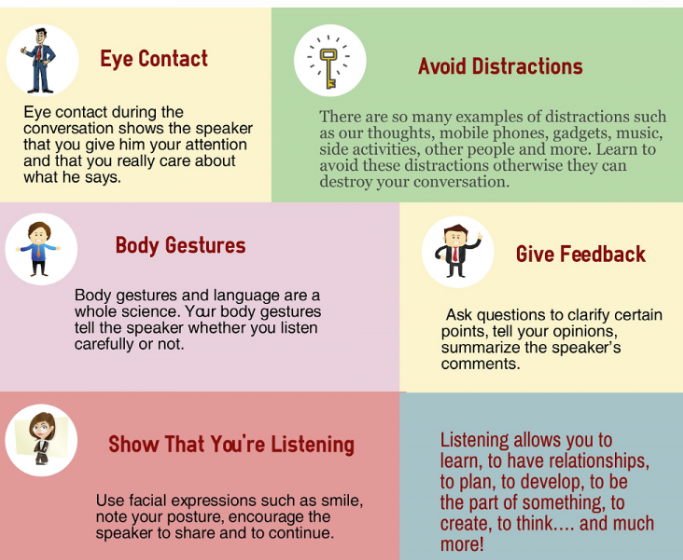 Eye Contact
Eye contact during the
conversation shows the speaker
that you give him your attention
and that you really care about
what he says.
Avoid Distractions
There are so many examples of distractions such
as our thoughts, mobile phones, gadgets, music,
side activities, other people and more. Learn to
avoid these distractions otherwise they can
destroy your conversation.
Body Gestures
Body gestures and language are a
whole science. Your body gestures
tell the speaker whether you listen
carefully or not.
Give Feedback
Ask questions to clarify certain
points, tell your opinions,
summarize the speaker's
comments.
Show That You're Listening
Use facial expressions such as smile,
note your posture, encourage the
speaker to share and to continue.
Listening allows you to
learn, to have relationships,
to plan, to develop, to be
the part of something, to
create, to think.... and much
more!